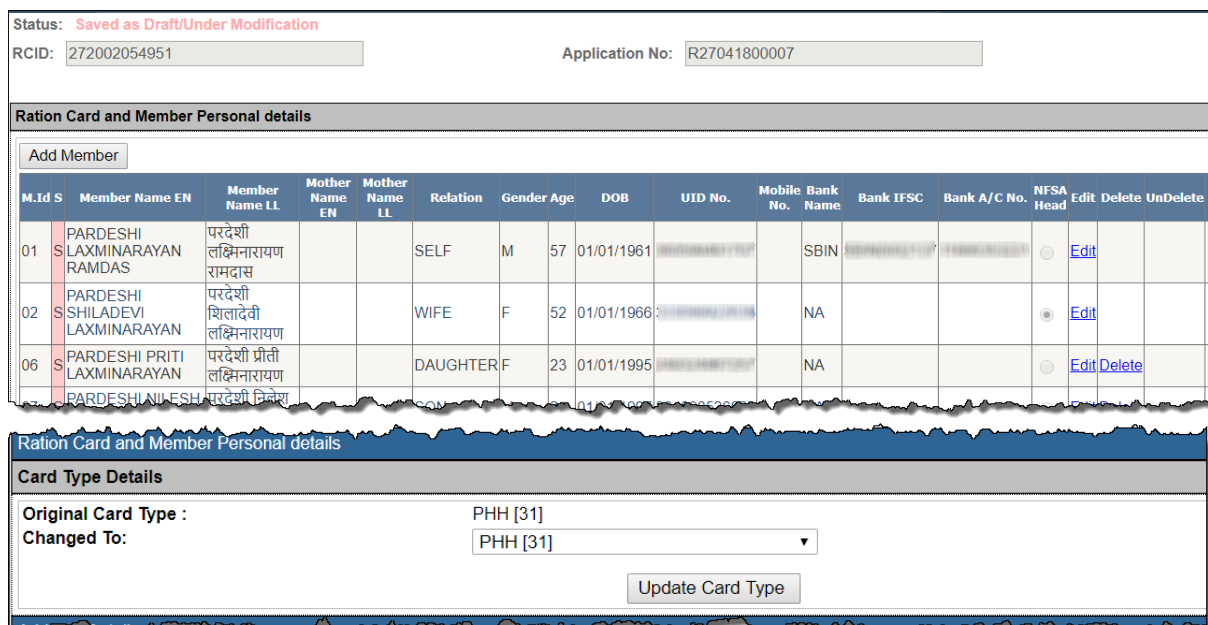 Status: Saved as Draft/Under Modification
RCID: 272002054951 Application No: R27041800007
Ration Card and Member Personal details
Add Member
M.Id S Member Name EN Member Name LL Mother Name EN Mother Name LL Relation Gender Age DOB UID No. Mobile No. Bank Name Bank IFSC Bank A/C No. NFSA Head Edit Delete UnDelete
01 S PARDESHI LAXMINARAYAN RAMDAS परदेशी लक्ष्मिनारायण रामदास SELF M 57 01/01/1961 SBIN Edit
02 S PARDESHI SHILADEVI LAXMINARAYAN परदेशी शिलादेवी लक्ष्मिनारायण WIFE F 52 01/01/1966 NA Edit
06 S PARDESHI PRITI LAXMINARAYAN परदेशी प्रीती लक्ष्मिनारायण DAUGHTER F 23 01/01/1995 NA Edit Delete
PARDESHI NILESH परदेशी निलेश
Ration Card and Member Personal details
Card Type Details
Original Card Type : PHH [31]
Changed To: PHH [31]
Update Card Type